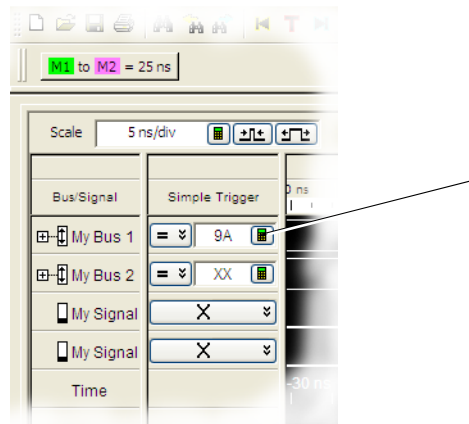 M1 to M2 = 25 ns
Scale 5 ns/div
Bus/Signal Simple Trigger 0 ns
My Bus 1 = 9A
My Bus 2 = XX
My Signal X
My Signal X
Time -30 ns